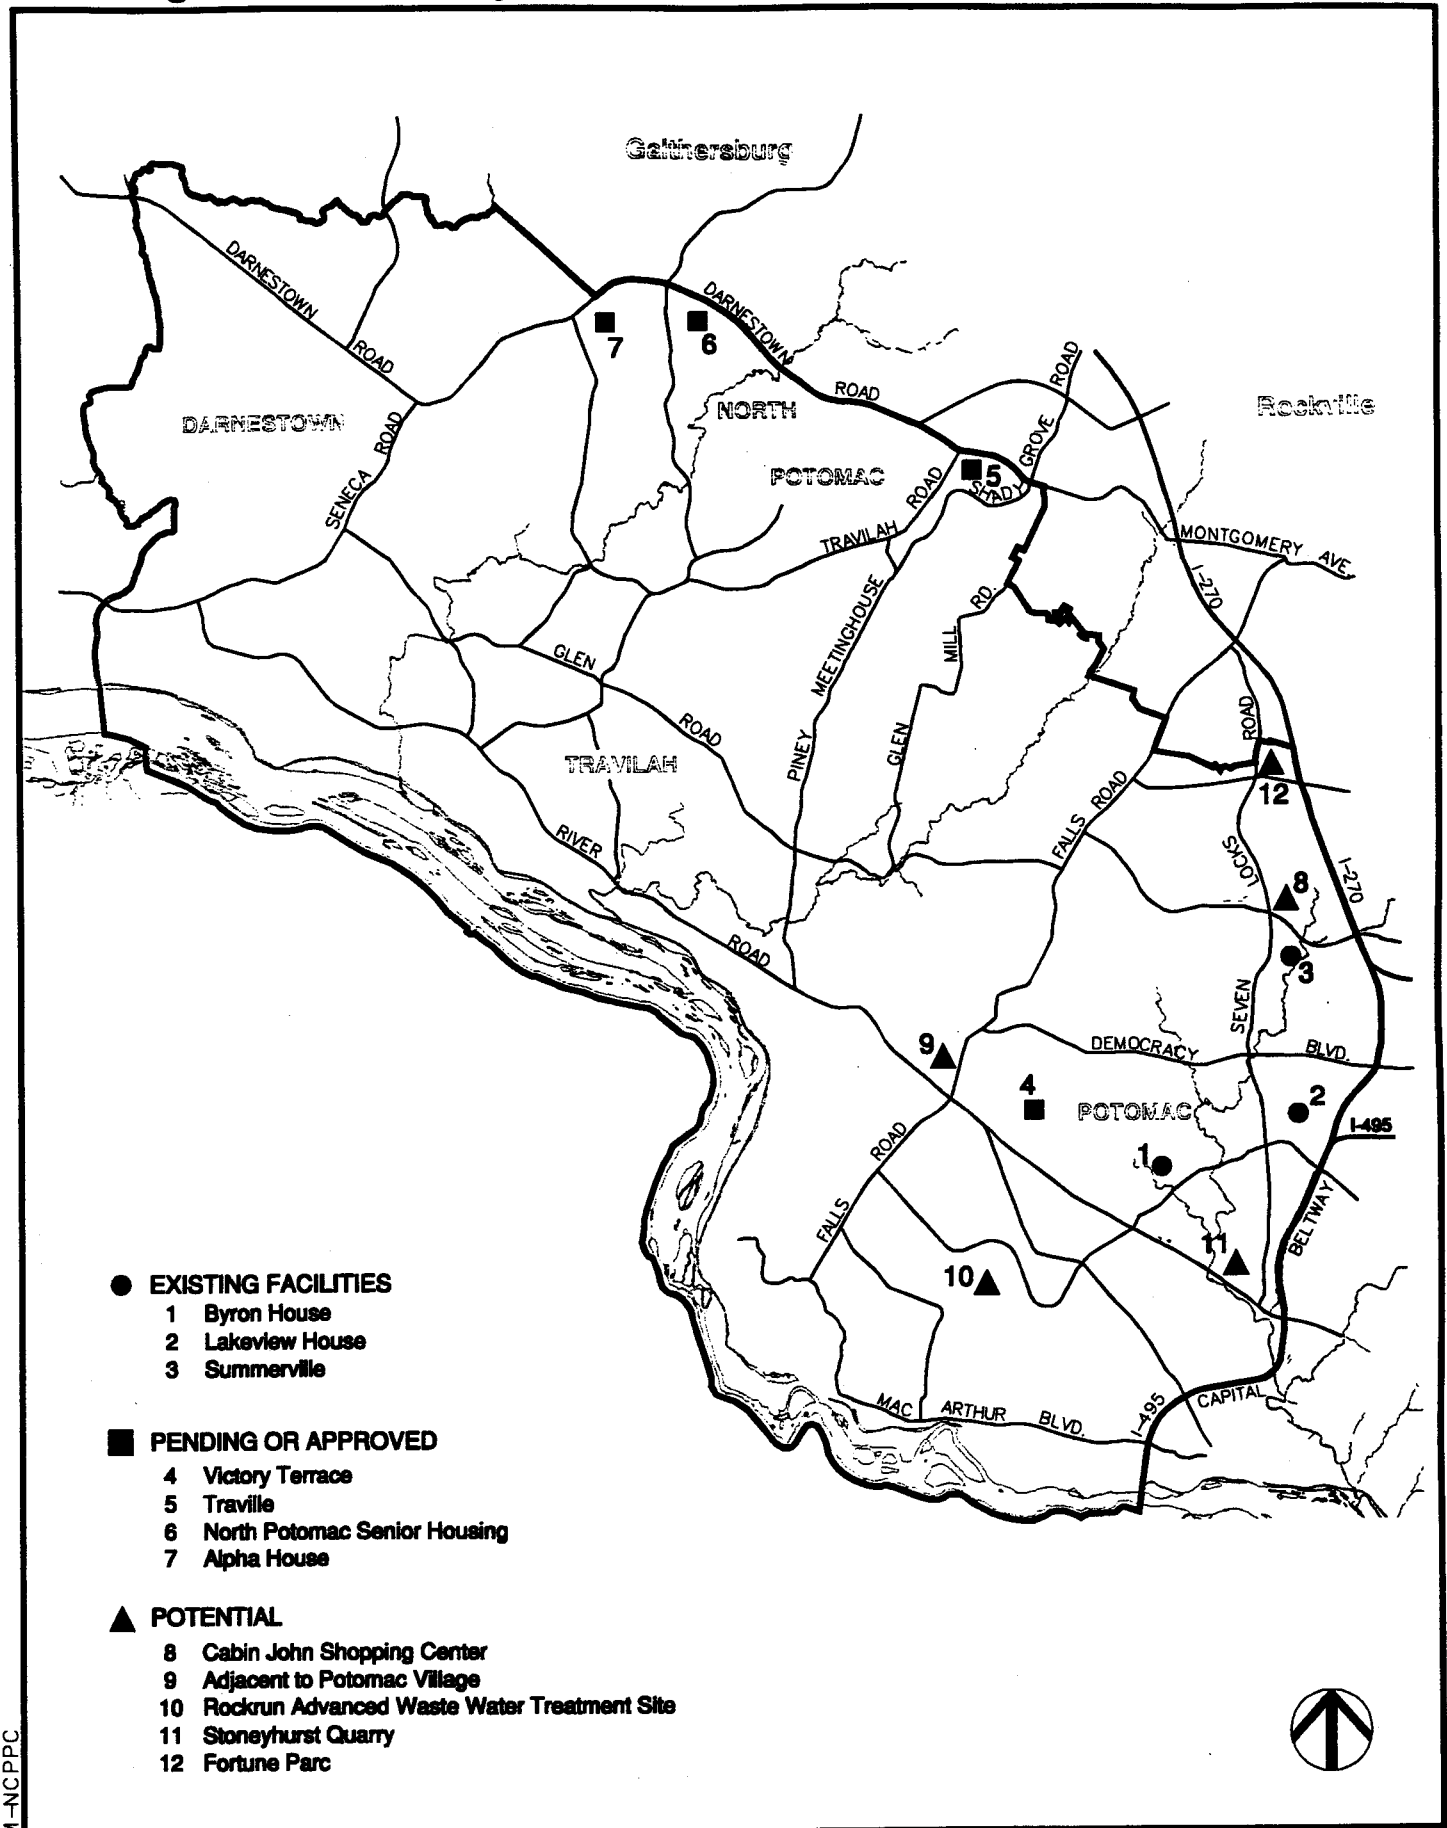 Gaithersburg
DARNESTOWN
ROAD
DARNESTOWN
ROAD
7
6
NORTH
POTOMAC
Rockville
ROAD
GROVE
SHADY
5
DARNESTOWN
SENECA
ROAD
TRAVILAH
ROAD
MONTGOMERY AVE.
I-270
PINEY
MEETINGHOUSE
GLEN
MILL
RD.
GLEN
ROAD
TRAVILAH
RIVER
ROAD
FALLS
ROAD
ROAD
12
LOCKS
SEVEN
8
I-270
3
9
DEMOCRACY
BLVD.
4
POTOMAC
2
I-495
1
FALLS
ROAD
BELTWAY
11
10
MAC ARTHUR BLVD.
I-495
CAPITAL
EXISTING FACILITIES
1 Byron House
2 Lakeview House
3 Summerville
PENDING OR APPROVED
4 Victory Terrace
5 Traville
6 North Potomac Senior Housing
7 Alpha House
POTENTIAL
8 Cabin John Shopping Center
9 Adjacent to Potomac Village
10 Rockrun Advanced Waste Water Treatment Site
11 Stoneyhurst Quarry
12 Fortune Parc
-NCPPC